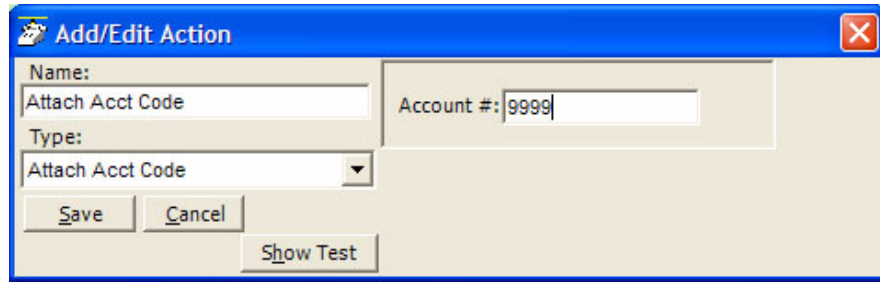 Add/Edit Action
Name:
Attach Acct Code
Account #: 9999
Type:
Attach Acct Code
Save Cancel
Show Test